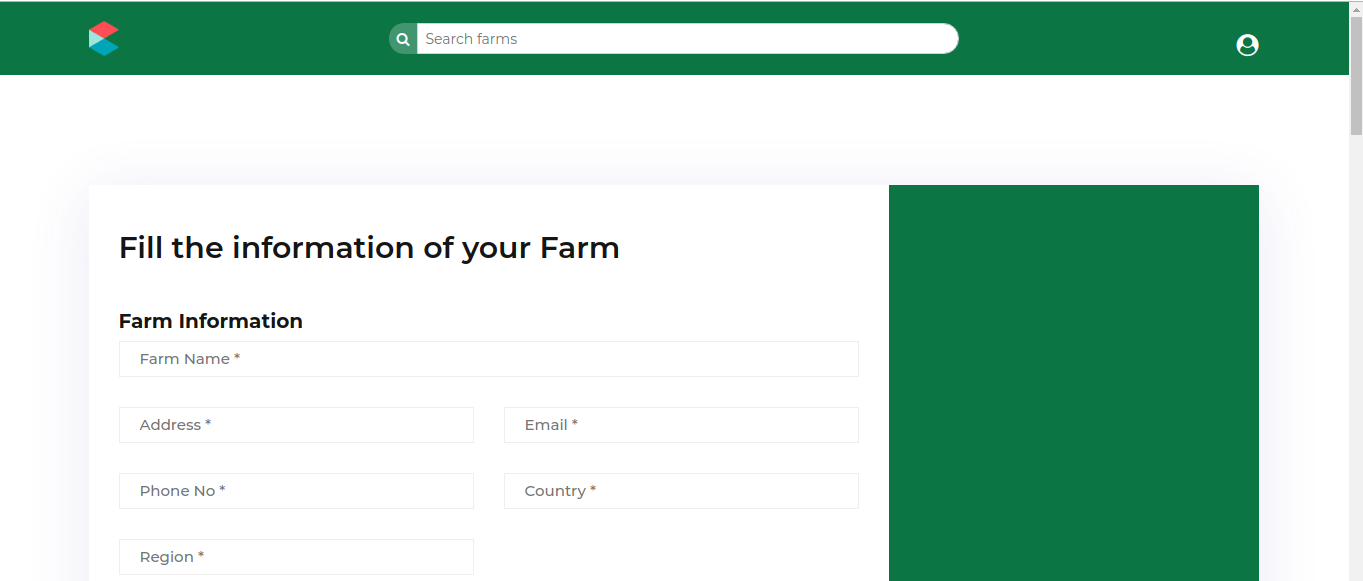 Search farms
Fill the information of your Farm
Farm Information
Farm Name *
Address *
Email *
Phone No *
Country *
Region *